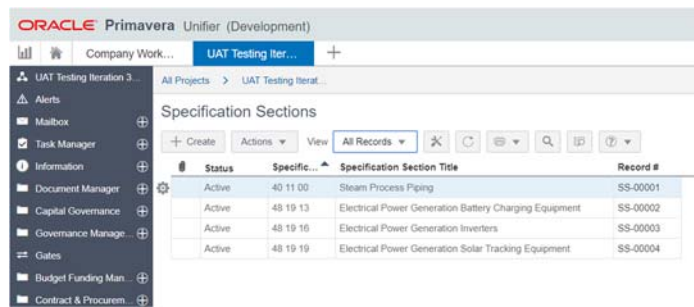 ORACLE Primavera Unifier (Development)
Company Work... UAT Testing Iter...
UAT Testing Iteration 3...
All Projects > UAT Testing Iterat...
Alerts
Mailbox
Task Manager
Information
Document Manager
Capital Governance
Governance Manage...
Gates
Budget Funding Man...
Contract & Procurem...
Specification Sections
Create Actions View All Records
Status Specific... Specification Section Title Record #
Active 40 11 00 Steam Process Piping SS-00001
Active 48 19 13 Electrical Power Generation Battery Charging Equipment SS-00002
Active 48 19 16 Electrical Power Generation Inverters SS-00003
Active 48 19 19 Electrical Power Generation Solar Tracking Equipment SS-00004